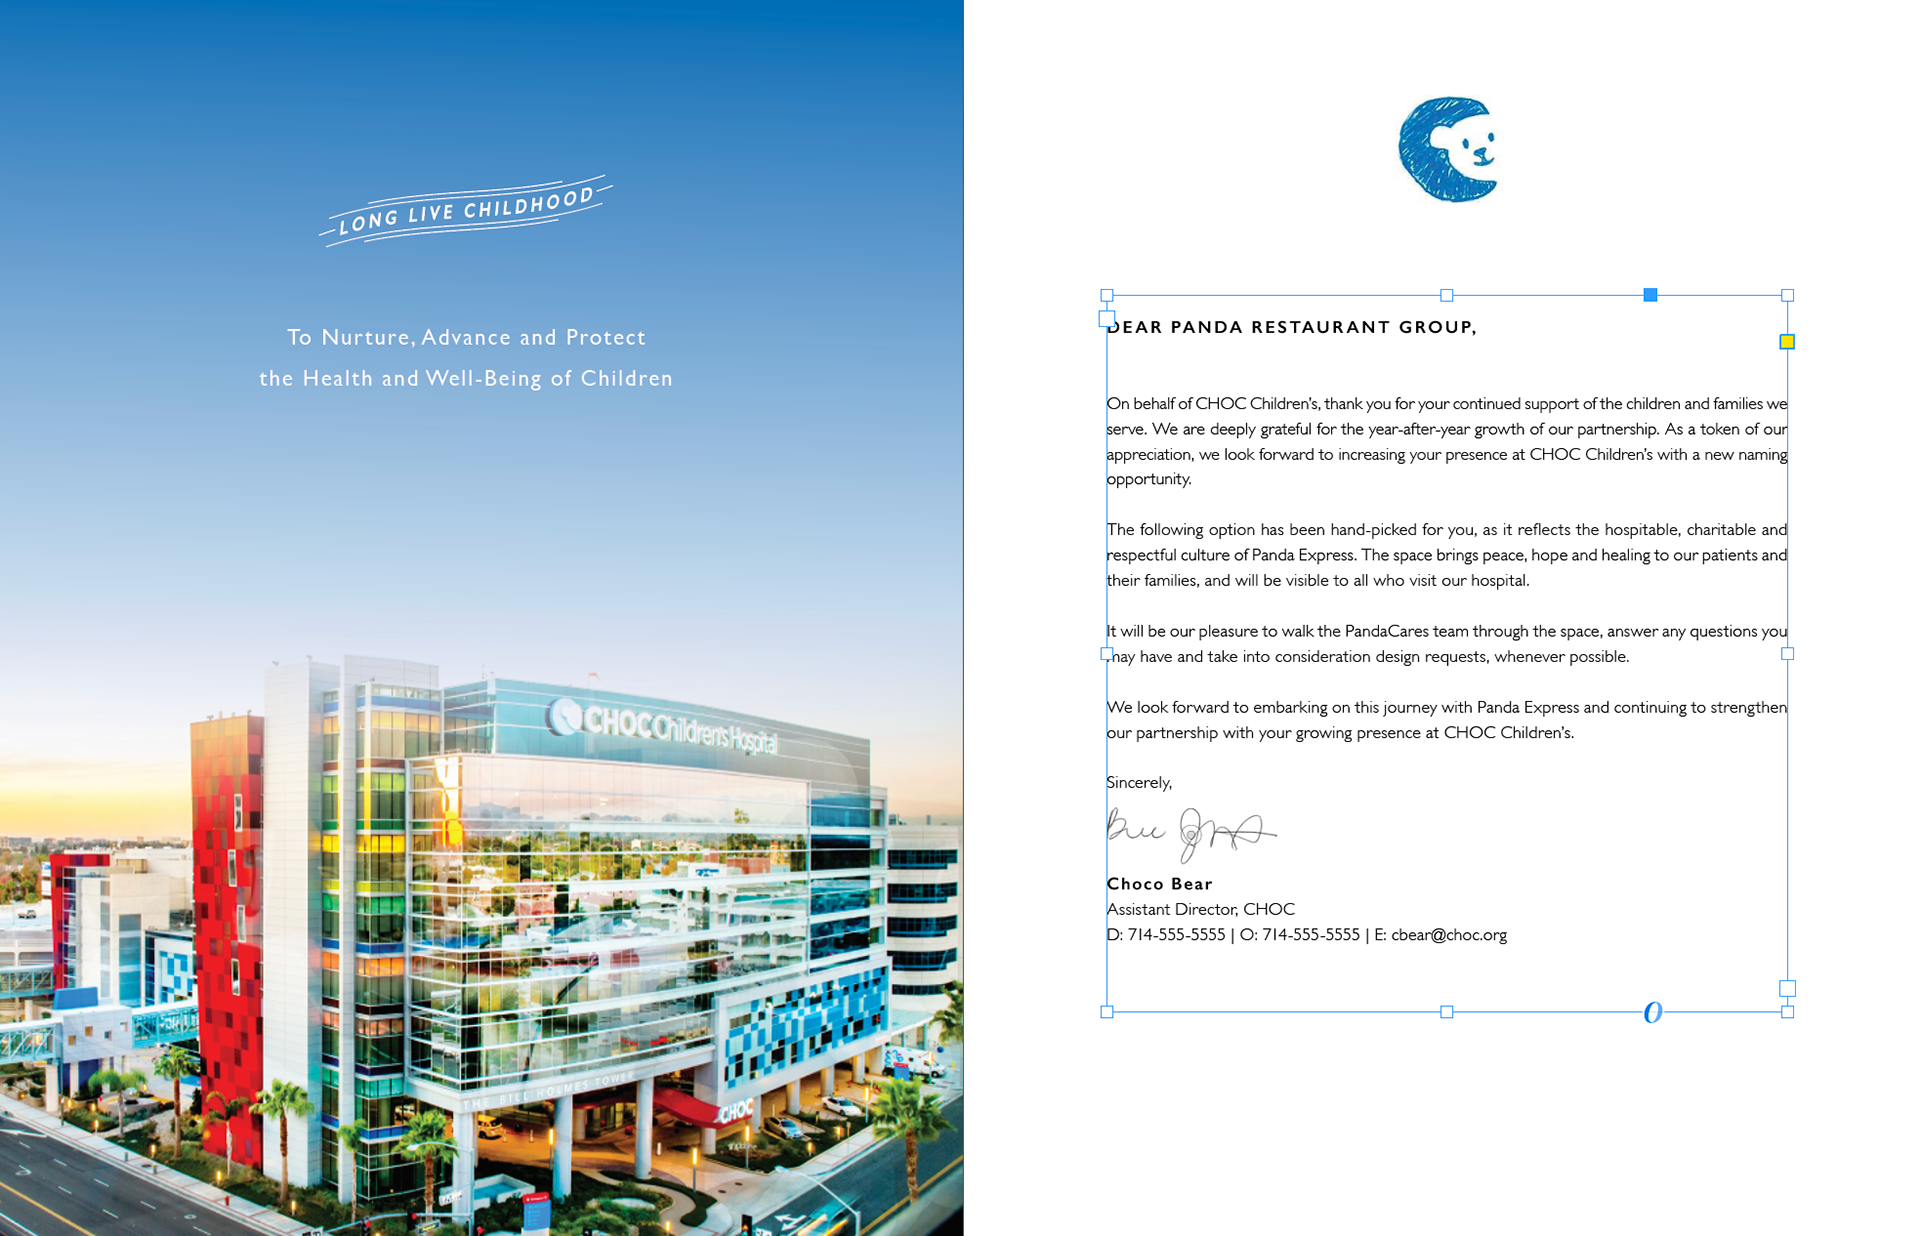 LONG LIVE CHILDHOOD
To Nurture, Advance and Protect
the Health and Well-Being of Children
CHOC Children's Hospital
THE BILL HOLMES TOWER
CHOC
DEAR PANDA RESTAURANT GROUP,
On behalf of CHOC Children's, thank you for your continued support of the children and families we
serve. We are deeply grateful for the year-after-year growth of our partnership. As a token of our
appreciation, we look forward to increasing your presence at CHOC Children's with a new naming
opportunity.
The following option has been hand-picked for you, as it reflects the hospitable, charitable and
respectful culture of Panda Express. The space brings peace, hope and healing to our patients and
their families, and will be visible to all who visit our hospital.
It will be our pleasure to walk the PandaCares team through the space, answer any questions you
may have and take into consideration design requests, whenever possible.
We look forward to embarking on this journey with Panda Express and continuing to strengthen
our partnership with your growing presence at CHOC Children's.
Sincerely,
Choco Bear
Assistant Director, CHOC
D: 714-555-5555 | O: 714-555-5555 | E: cbear@choc.org